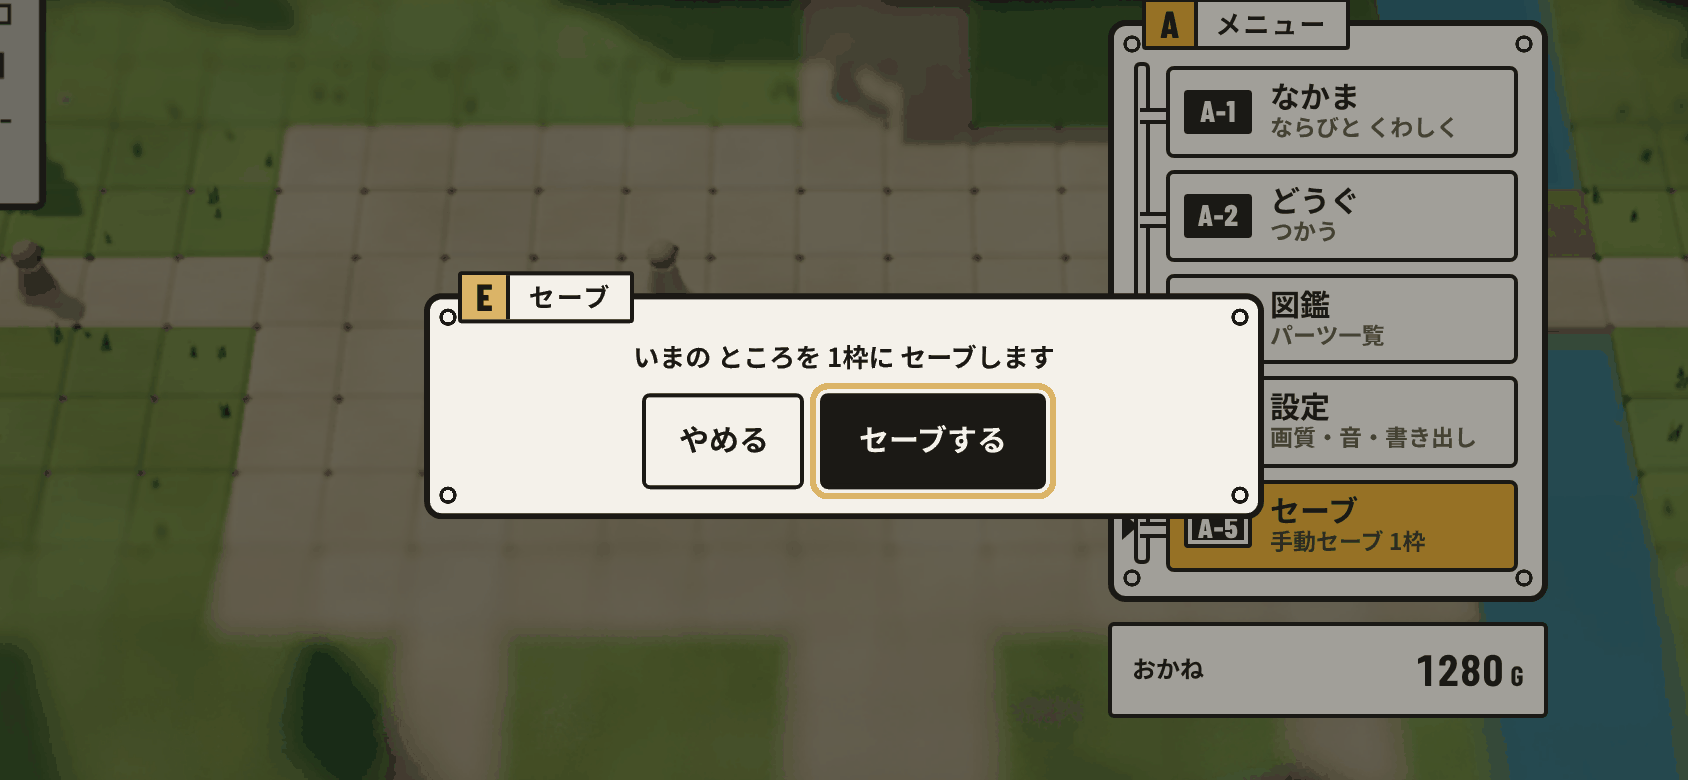 A メニュー
A-1 なかま
ならびと くわしく
A-2 どうぐ
つかう
図鑑
パーツ一覧
設定
画質・音・書き出し
A-5 セーブ
手動セーブ 1枠
E セーブ
いまの ところを 1枠に セーブします
やめる セーブする
おかね 1280 G